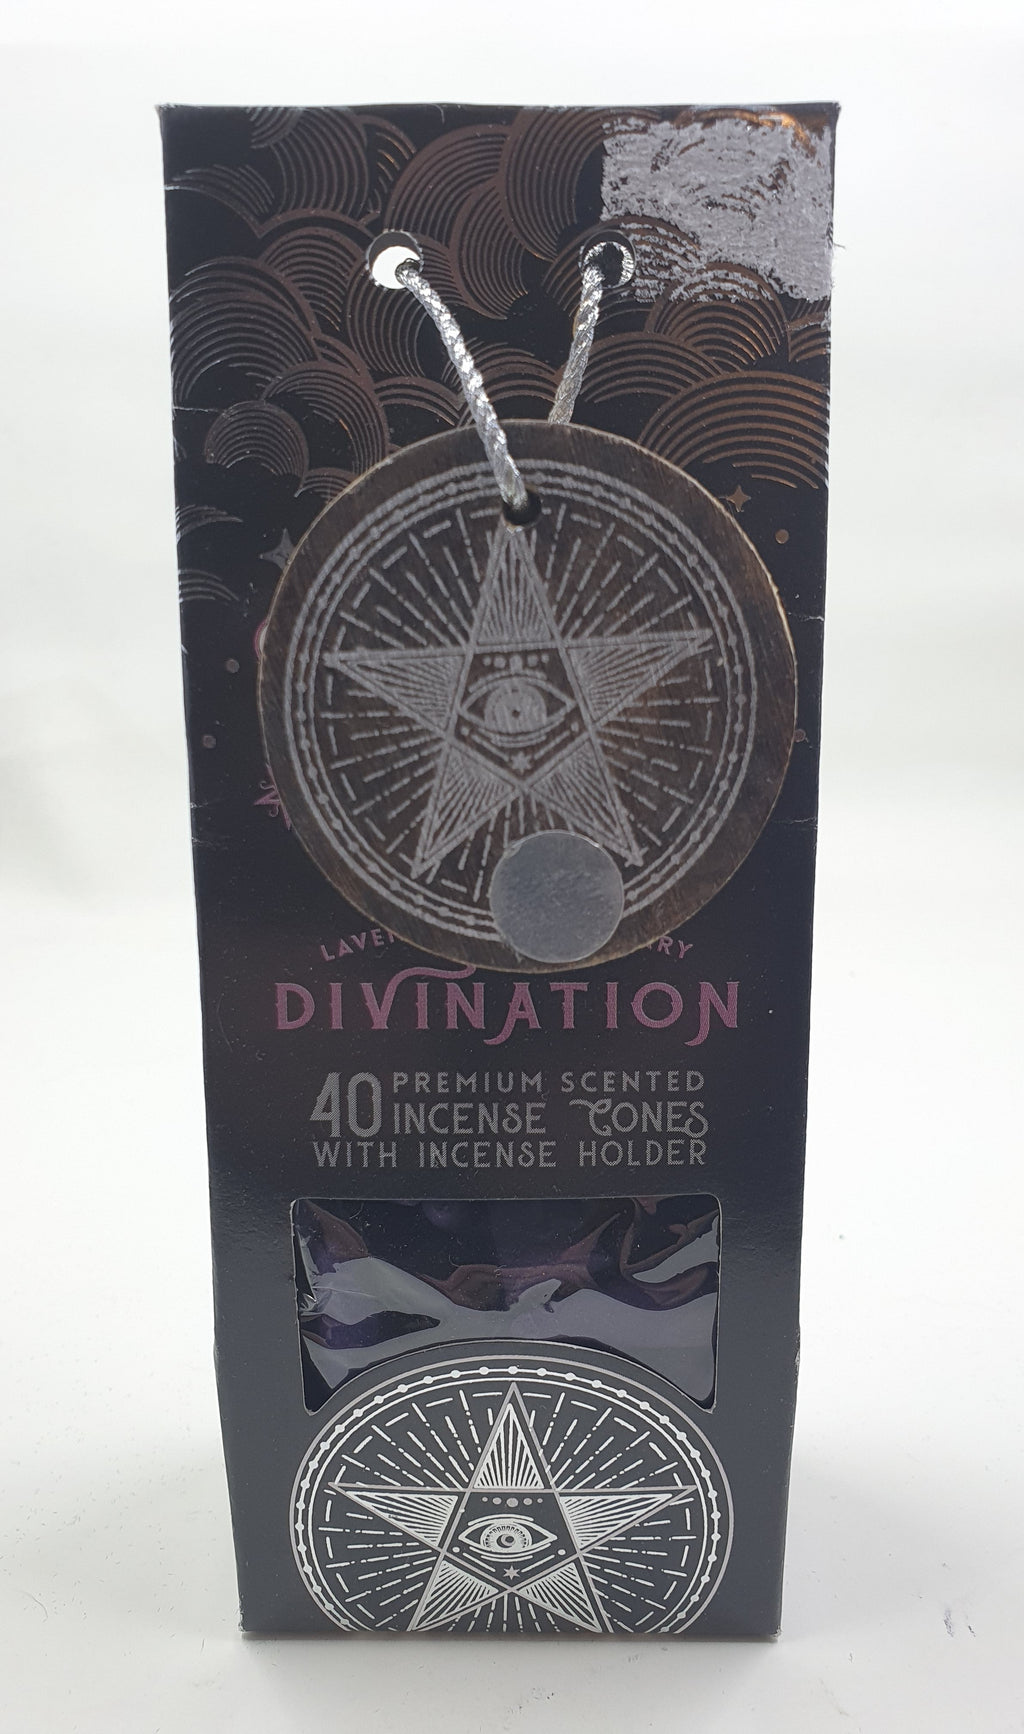 DIVINATION
40 PREMIUM SCENTED
INCENSE CONES
WITH INCENSE HOLDER